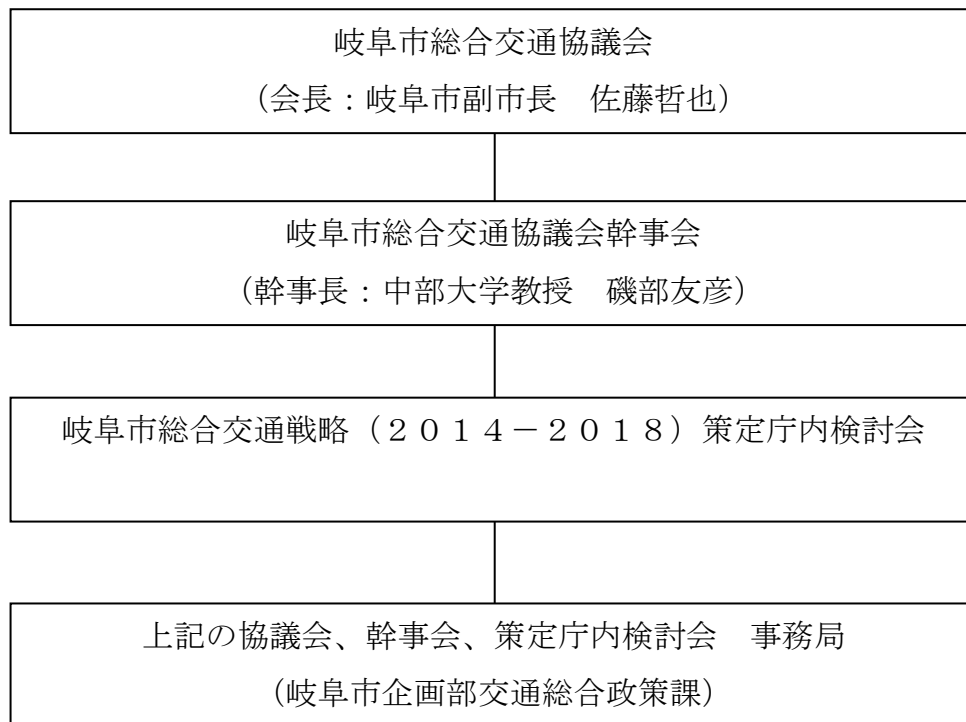 岐阜市総合交通協議会
（会長：岐阜市副市長　佐藤哲也）
岐阜市総合交通協議会幹事会
（幹事長：中部大学教授　磯部友彦）
岐阜市総合交通戦略（２０１４－２０１８）策定庁内検討会
上記の協議会、幹事会、策定庁内検討会　事務局
（岐阜市企画部交通総合政策課）